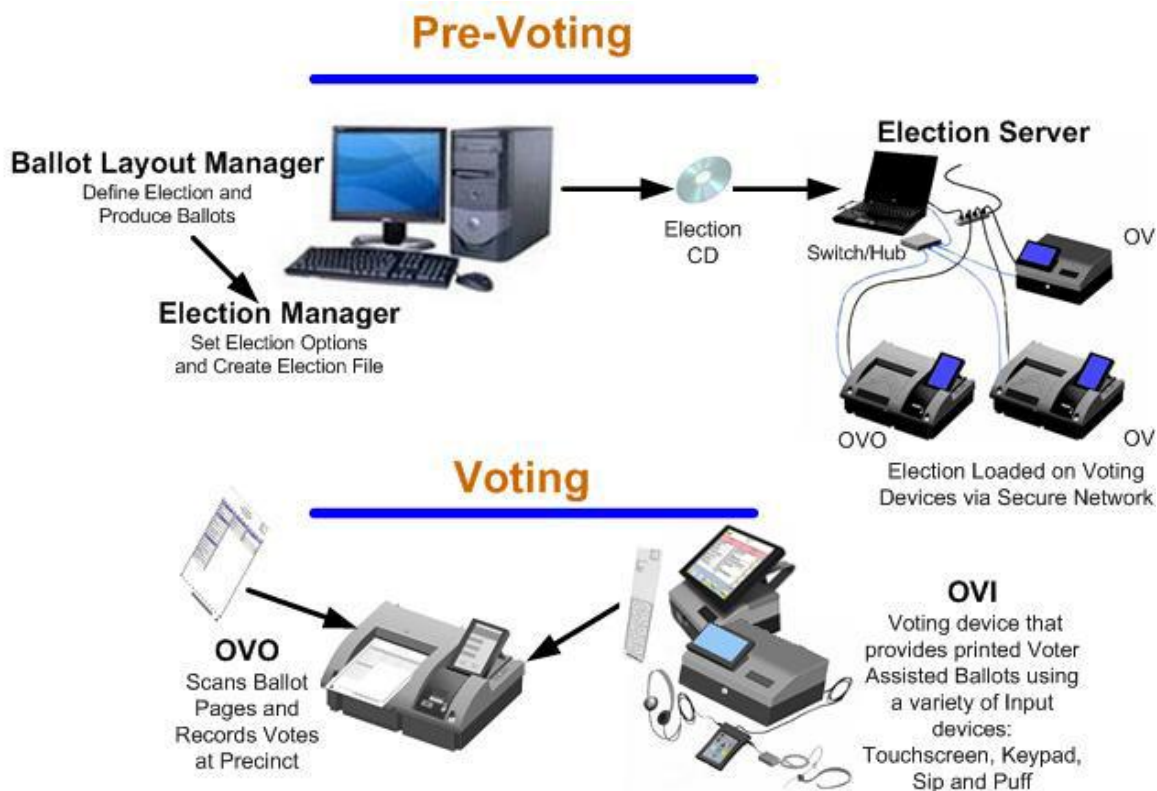 Pre-Voting
Ballot Layout Manager
Define Election and
Produce Ballots
Election Manager
Set Election Options
and Create Election File
Election
CD
Election Server
Switch/Hub
OV
OVO
OV
Election Loaded on Voting
Devices via Secure Network
Voting
OVO
Scans Ballot
Pages and
Records Votes
at Precinct
OVI
Voting device that
provides printed Voter
Assisted Ballots using
a variety of Input
devices:
Touchscreen, Keypad,
Sip and Puff